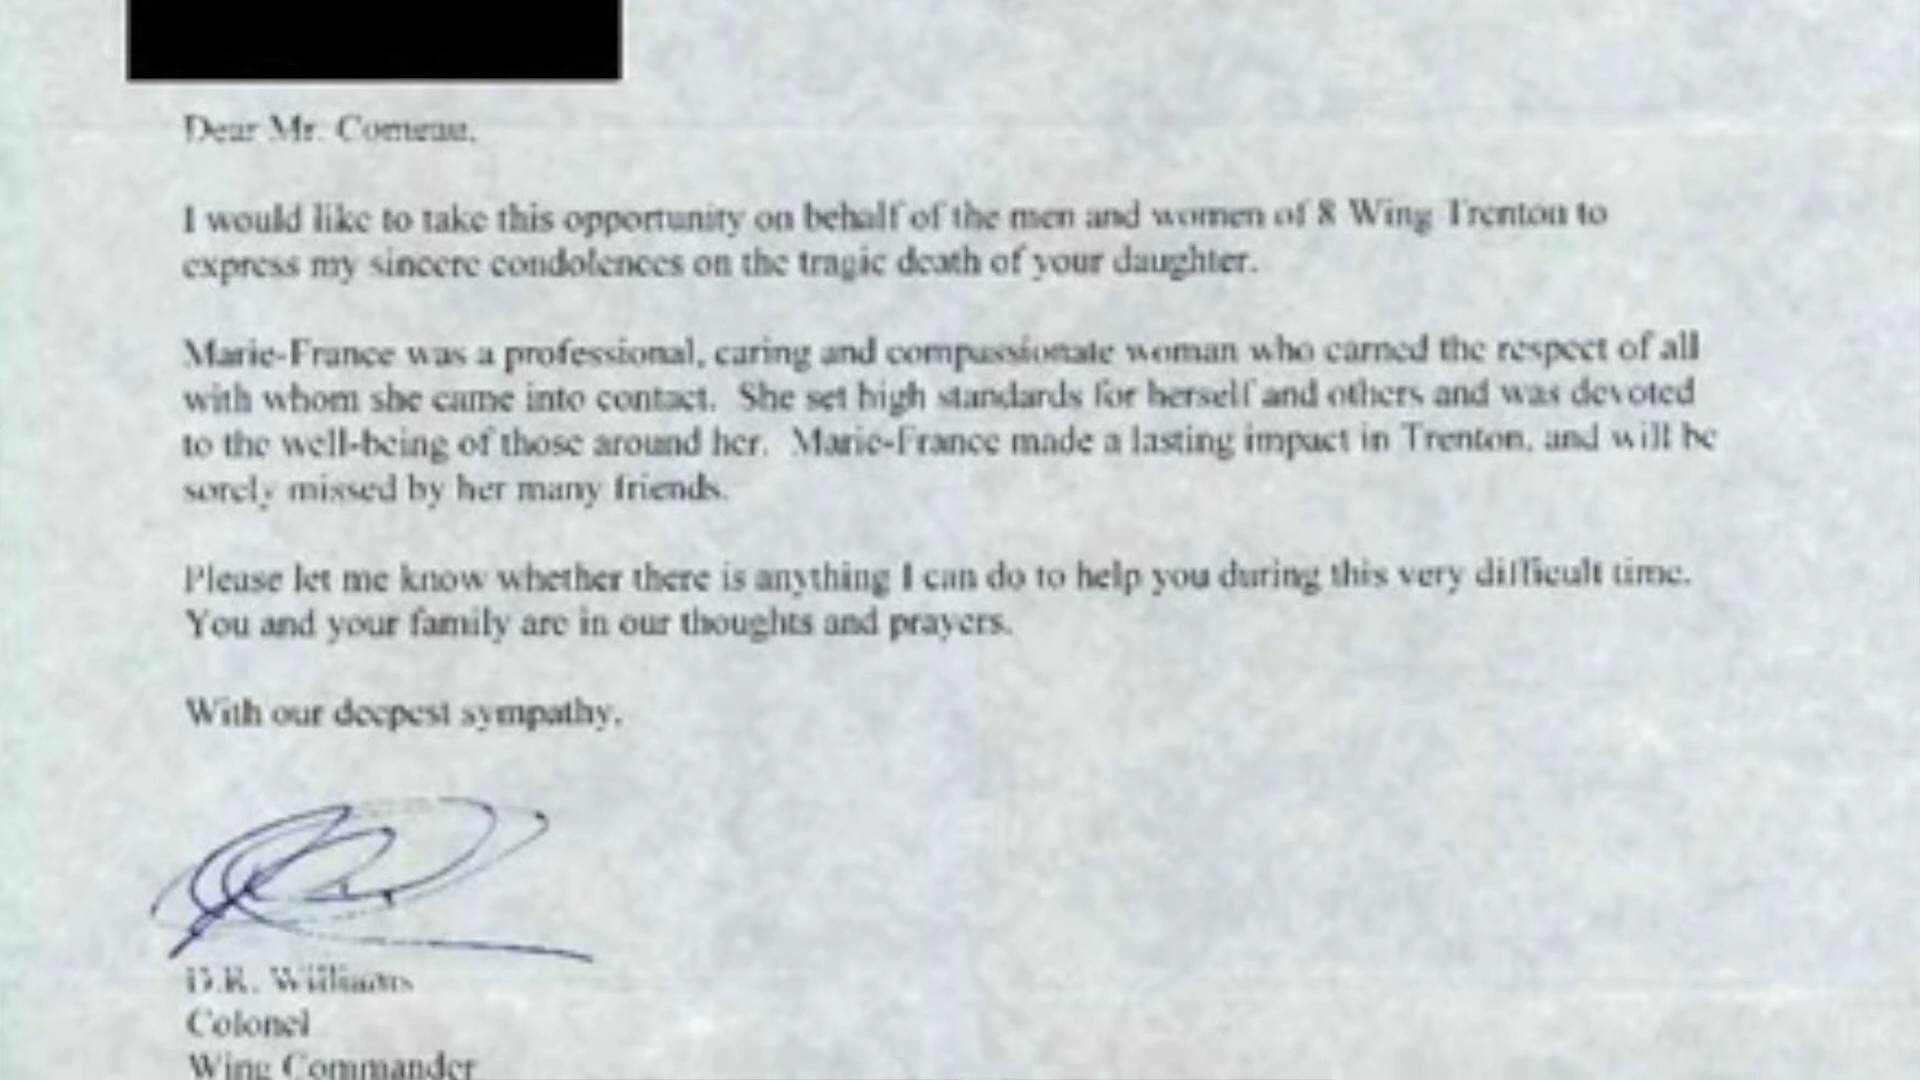 Dear Mr. Comeau,
I would like to take this opportunity on behalf of the men and women of 8 Wing Trenton to
express my sincere condolences on the tragic death of your daughter.
Marie-France was a professional, caring and compassionate woman who earned the respect of all
with whom she came into contact. She set high standards for herself and others and was devoted
to the well-being of those around her. Marie-France made a lasting impact in Trenton, and will be
sorely missed by her many friends.
Please let me know whether there is anything I can do to help you during this very difficult time.
You and your family are in our thoughts and prayers.
With our deepest sympathy,
D.R. Williams
Colonel
Wing Commander